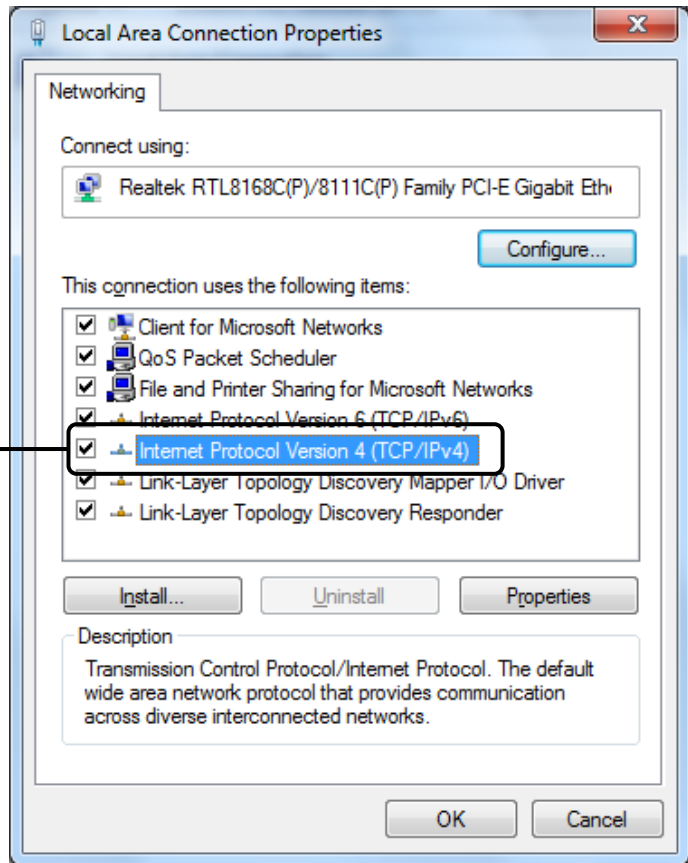 Local Area Connection Properties
Networking
Connect using:
Realtek RTL8168C(P)/8111C(P) Family PCI-E Gigabit Eth
Configure...
This connection uses the following items:
Client for Microsoft Networks
QoS Packet Scheduler
File and Printer Sharing for Microsoft Networks
Internet Protocol Version 6 (TCP/IPv6)
Internet Protocol Version 4 (TCP/IPv4)
Link-Layer Topology Discovery Mapper I/O Driver
Link-Layer Topology Discovery Responder
Install...
Uninstall
Properties
Description
Transmission Control Protocol/Internet Protocol. The default
wide area network protocol that provides communication
across diverse interconnected networks.
OK
Cancel